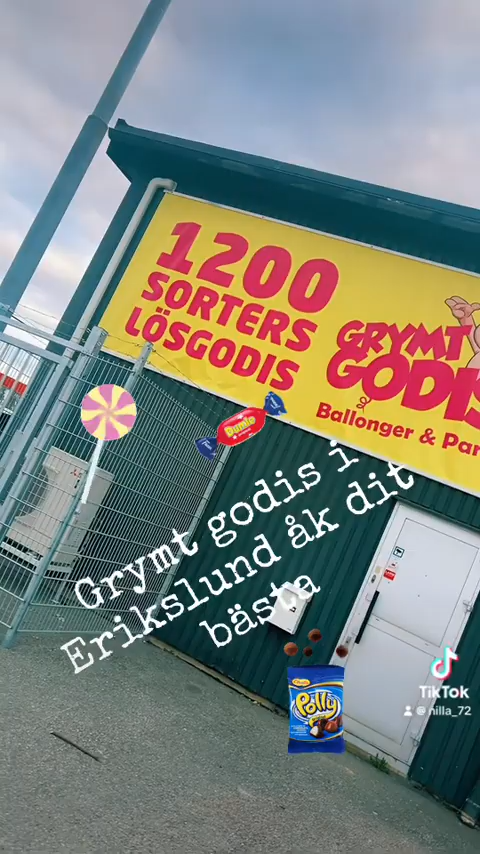 1200
SORTERS
LÖSGODIS
GRYMT
GODIS
Ballonger & Par
Dumle
Grymt godis i
Erikslund åk dit
bästa
Polly
TikTok
@nilla_72